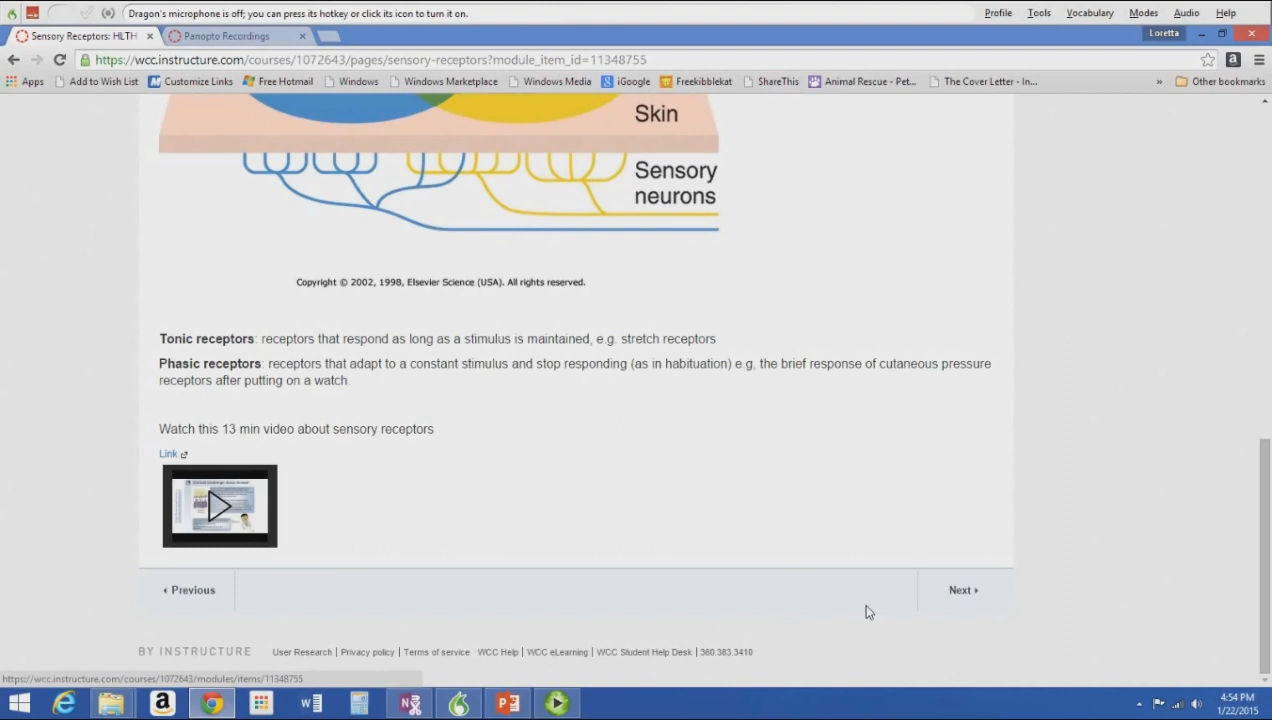 Dragon's microphone is off; you can press its hotkey or click its icon to turn it on.
Profile Tools Vocabulary Modes Audio Help
Sensory Receptors: HLTH Panopto Recordings Loretta
https://wcc.instructure.com/courses/1072643/pages/sensory-receptors?module_item_id=11348755
Apps Add to Wish List Customize Links Free Hotmail Windows Windows Marketplace Windows Media iGoogle Freekibblekat ShareThis Animal Rescue - Pet... The Cover Letter - In... » Other bookmarks
Skin
Sensory
neurons
Copyright © 2002, 1998, Elsevier Science (USA). All rights reserved.
Tonic receptors: receptors that respond as long as a stimulus is maintained, e.g. stretch receptors
Phasic receptors: receptors that adapt to a constant stimulus and stop responding (as in habituation) e.g, the brief response of cutaneous pressure
receptors after putting on a watch.
Watch this 13 min video about sensory receptors
Link
Previous Next
BY INSTRUCTURE User Research | Privacy policy | Terms of service WCC Help | WCC eLearning | WCC Student Help Desk | 360.383.3410
https://wcc.instructure.com/courses/1072643/modules/items/11348755
4:54 PM
1/22/2015